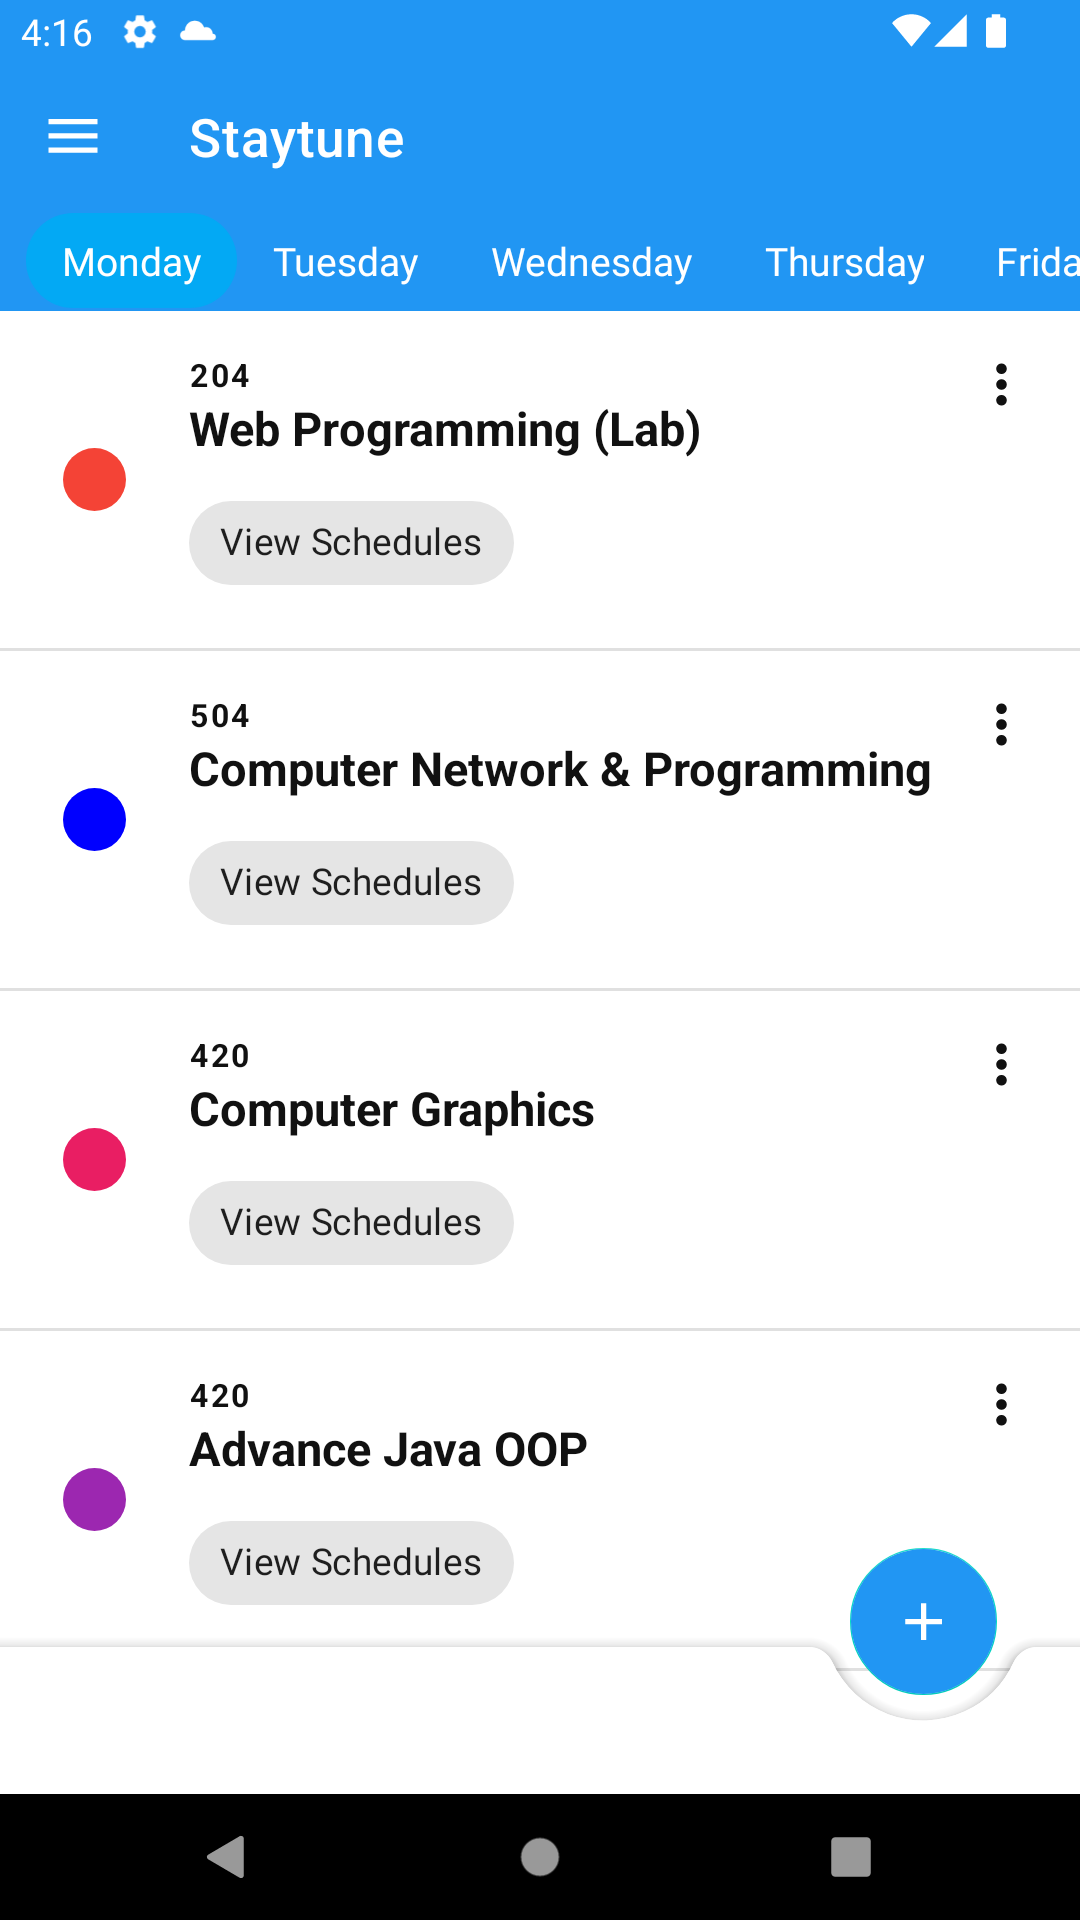 4:16
Staytune
Monday Tuesday Wednesday Thursday Frida
204
Web Programming (Lab)
View Schedules
504
Computer Network & Programming
View Schedules
420
Computer Graphics
View Schedules
420
Advance Java OOP
View Schedules